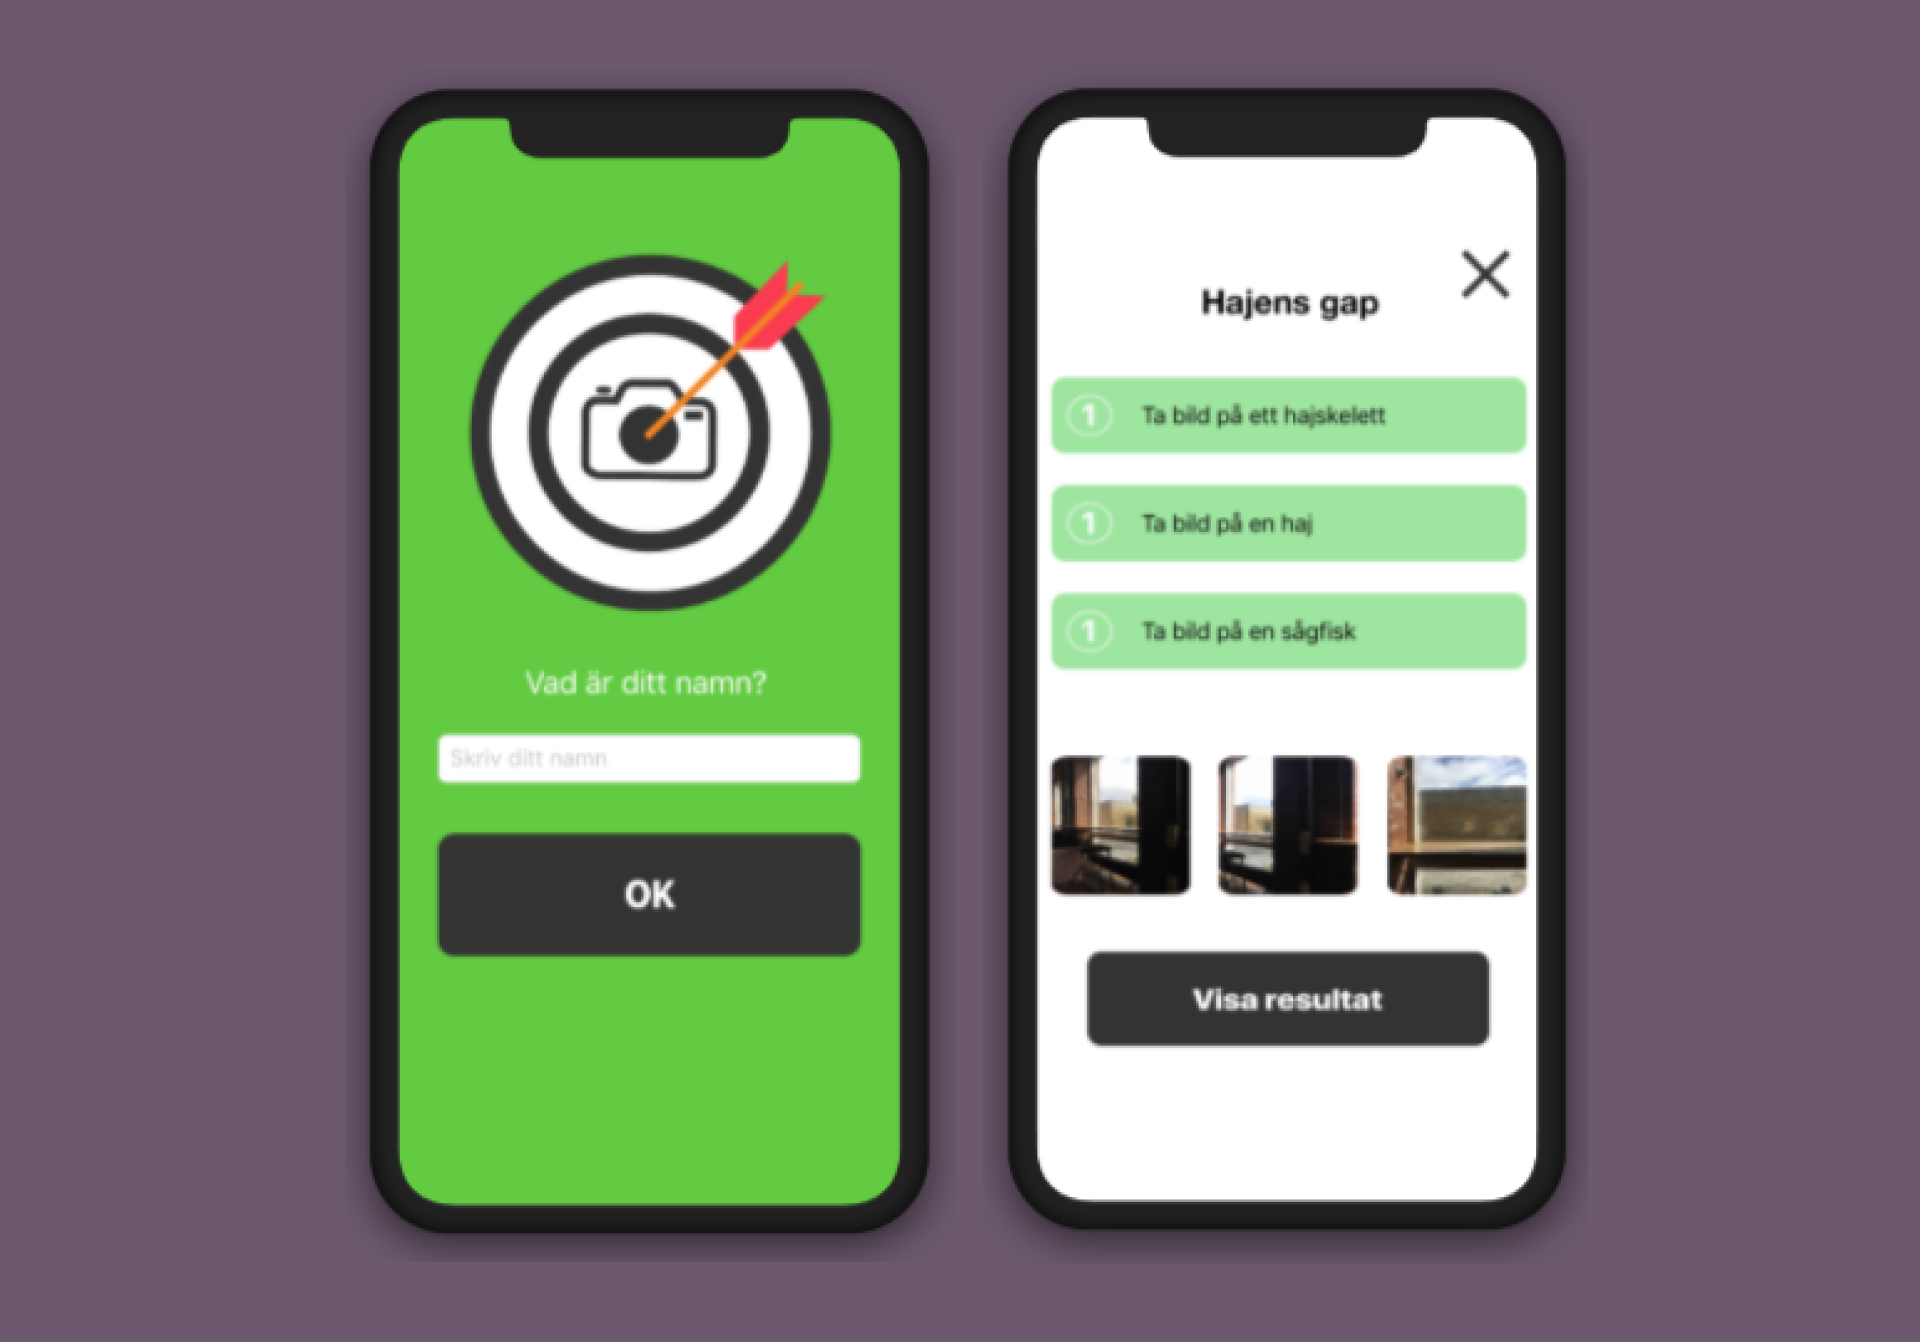 Vad är ditt namn?
Skriv ditt namn
OK
Hajens gap
1 Ta bild på ett hajskelett
1 Ta bild på en haj
1 Ta bild på en sågfisk
Visa resultat